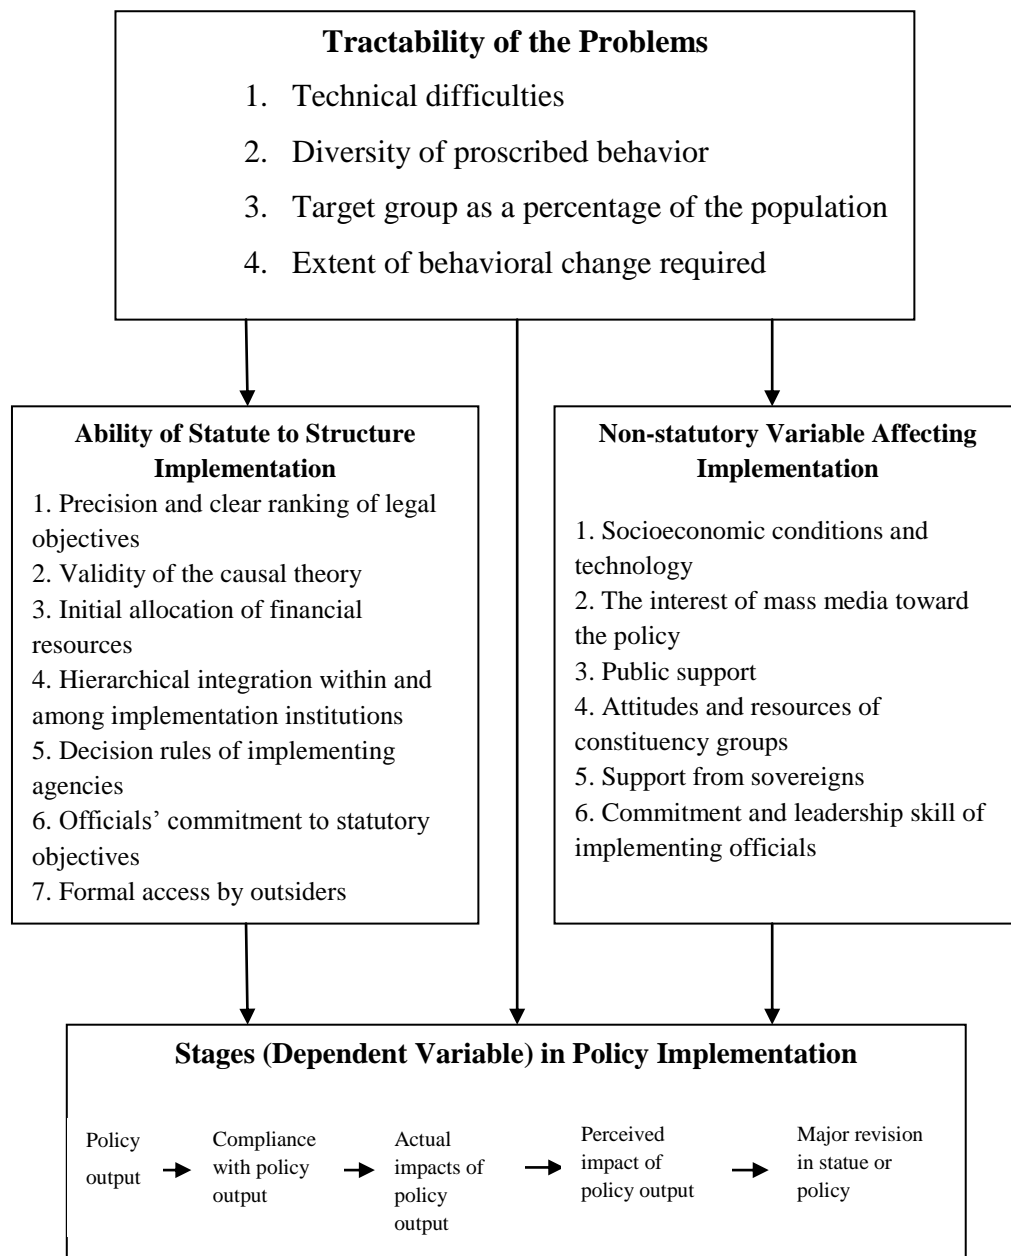 Tractability of the Problems
1. Technical difficulties
2. Diversity of proscribed behavior
3. Target group as a percentage of the population
4. Extent of behavioral change required
Ability of Statute to Structure
Implementation
1. Precision and clear ranking of legal
objectives
2. Validity of the causal theory
3. Initial allocation of financial
resources
4. Hierarchical integration within and
among implementation institutions
5. Decision rules of implementing
agencies
6. Officials’ commitment to statutory
objectives
7. Formal access by outsiders
Non-statutory Variable Affecting
Implementation
1. Socioeconomic conditions and
technology
2. The interest of mass media toward
the policy
3. Public support
4. Attitudes and resources of
constituency groups
5. Support from sovereigns
6. Commitment and leadership skill of
implementing officials
Stages (Dependent Variable) in Policy Implementation
Policy
output
Compliance
with policy
output
Actual
impacts of
policy
output
Perceived
impact of
policy output
Major revision
in statue or
policy